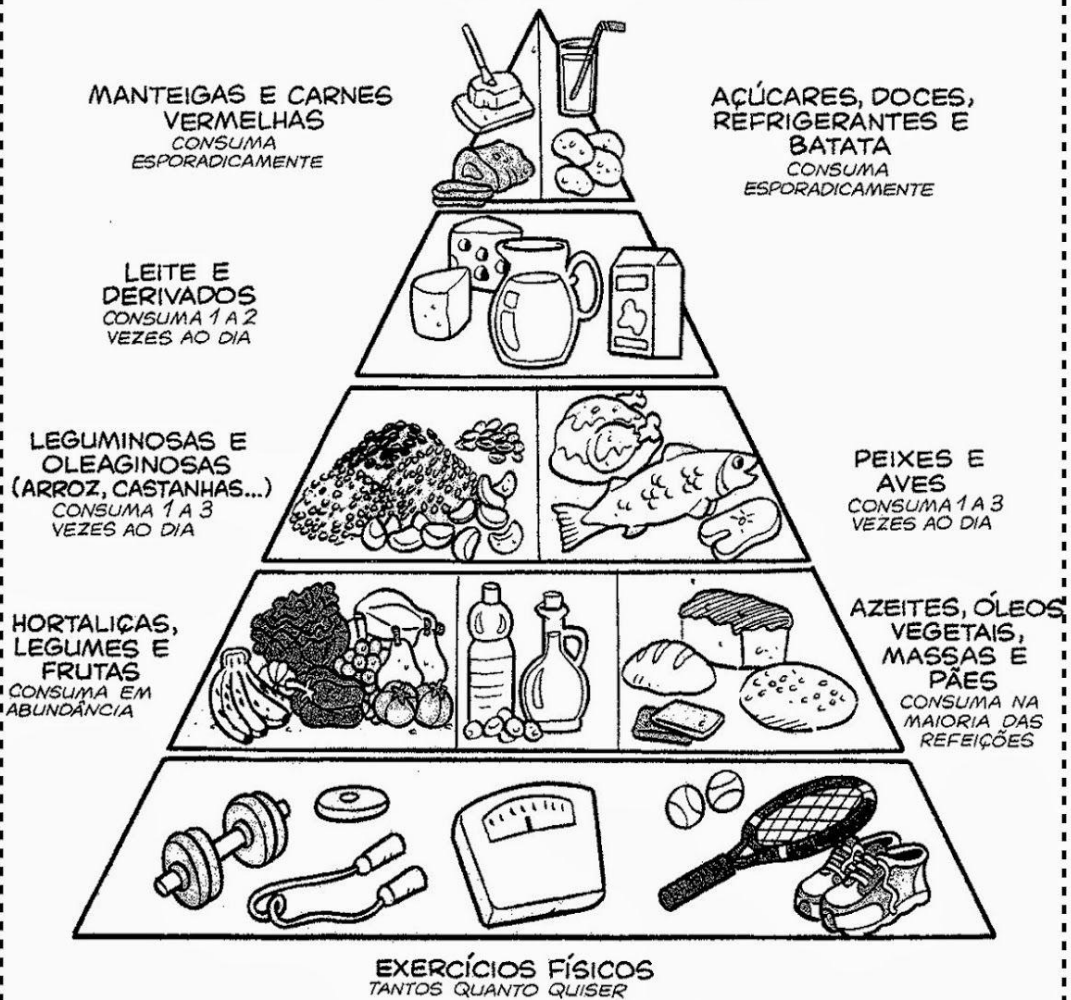 MANTEIGAS E CARNES
VERMELHAS
CONSUMA
ESPORADICAMENTE
AÇÚCARES, DOCES,
REFRIGERANTES E
BATATA
CONSUMA
ESPORADICAMENTE
LEITE E
DERIVADOS
CONSUMA 1 A 2
VEZES AO DIA
LEGUMINOSAS E
OLEAGINOSAS
(ARROZ, CASTANHAS...)
CONSUMA 1 A 3
VEZES AO DIA
PEIXES E
AVES
CONSUMA 1 A 3
VEZES AO DIA
HORTALIÇAS,
LEGUMES E
FRUTAS
CONSUMA EM
ABUNDÂNCIA
AZEITES, ÓLEOS
VEGETAIS,
MASSAS E
PÃES
CONSUMA NA
MAIORIA DAS
REFEIÇÕES
EXERCÍCIOS FÍSICOS
TANTOS QUANTO QUISER